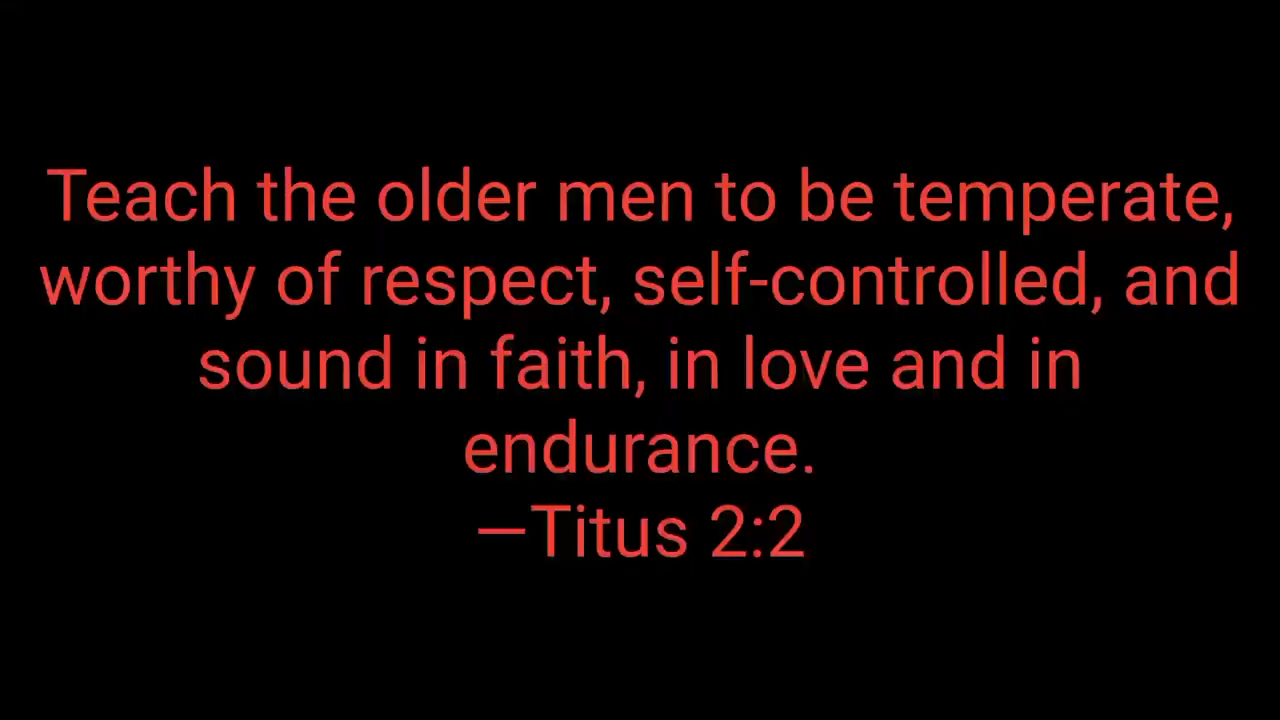 Teach the older men to be temperate,
worthy of respect, self-controlled, and
sound in faith, in love and in
endurance.
—Titus 2:2